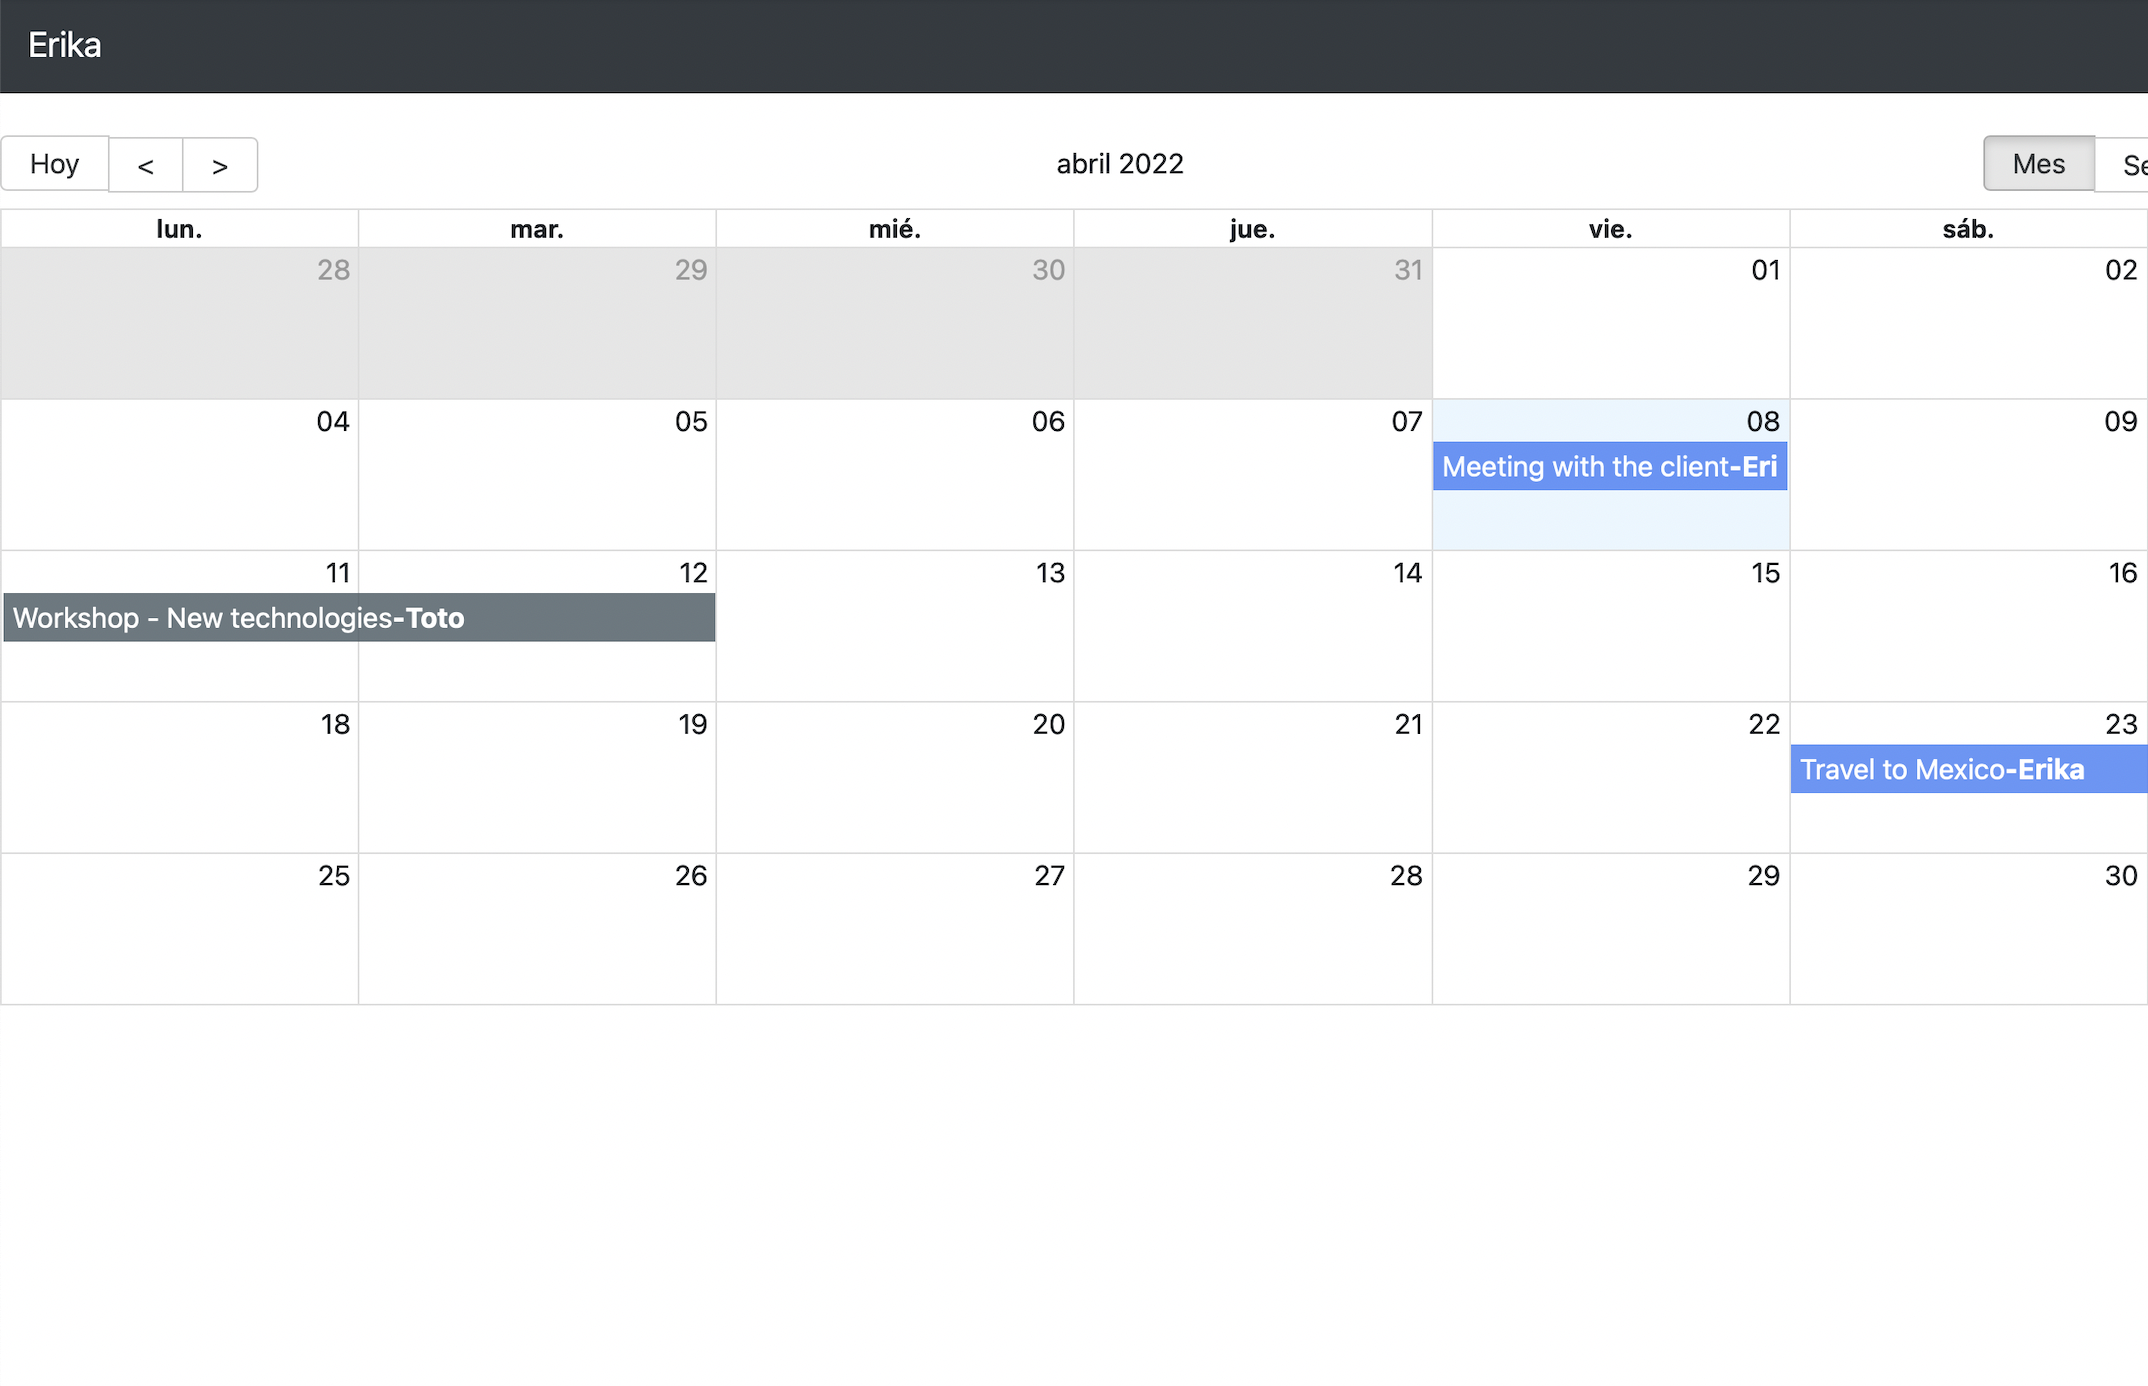 Erika
Hoy < > abril 2022 Mes Se
lun. mar. mié. jue. vie. sáb.
28 29 30 31 01 02
04 05 06 07 08 09
Meeting with the client-Eri
11 12 13 14 15 16
Workshop - New technologies-Toto
18 19 20 21 22 23
Travel to Mexico-Erika
25 26 27 28 29 30